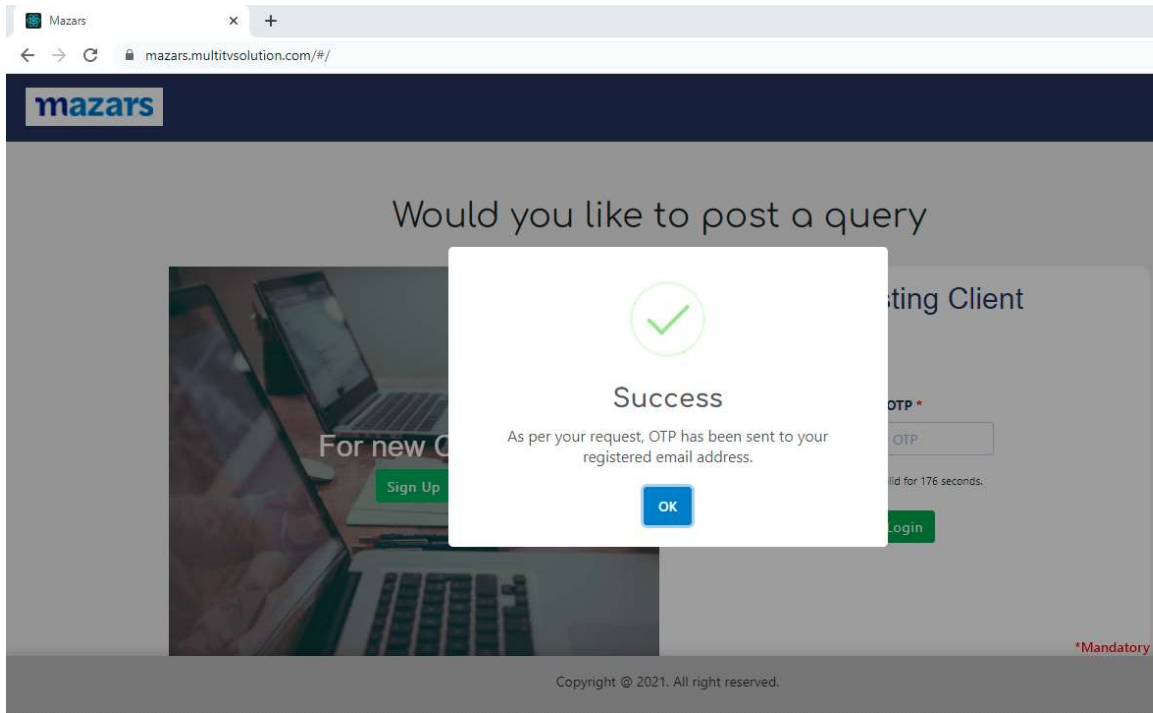 Mazars
mazars.multitvsolution.com/#/
mazars
Would you like to post a query
sting Client
Success
OTP *
As per your request, OTP has been sent to your
registered email address.
OTP
For new C
Sign Up
lid for 176 seconds.
OK
Login
*Mandatory
Copyright @ 2021. All right reserved.